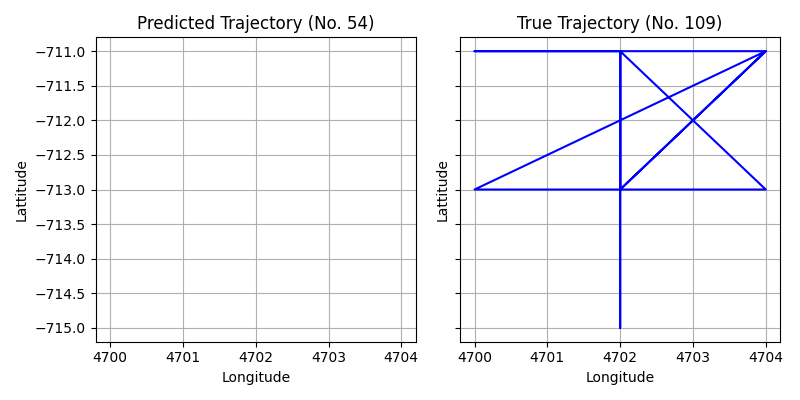 Predicted Trajectory (No. 54)
True Trajectory (No. 109)
−711.0
−711.5
−712.0
−712.5
−713.0
−713.5
−714.0
−714.5
−715.0
Lattitude
Lattitude
4700 4701 4702 4703 4704
4700 4701 4702 4703 4704
Longitude
Longitude